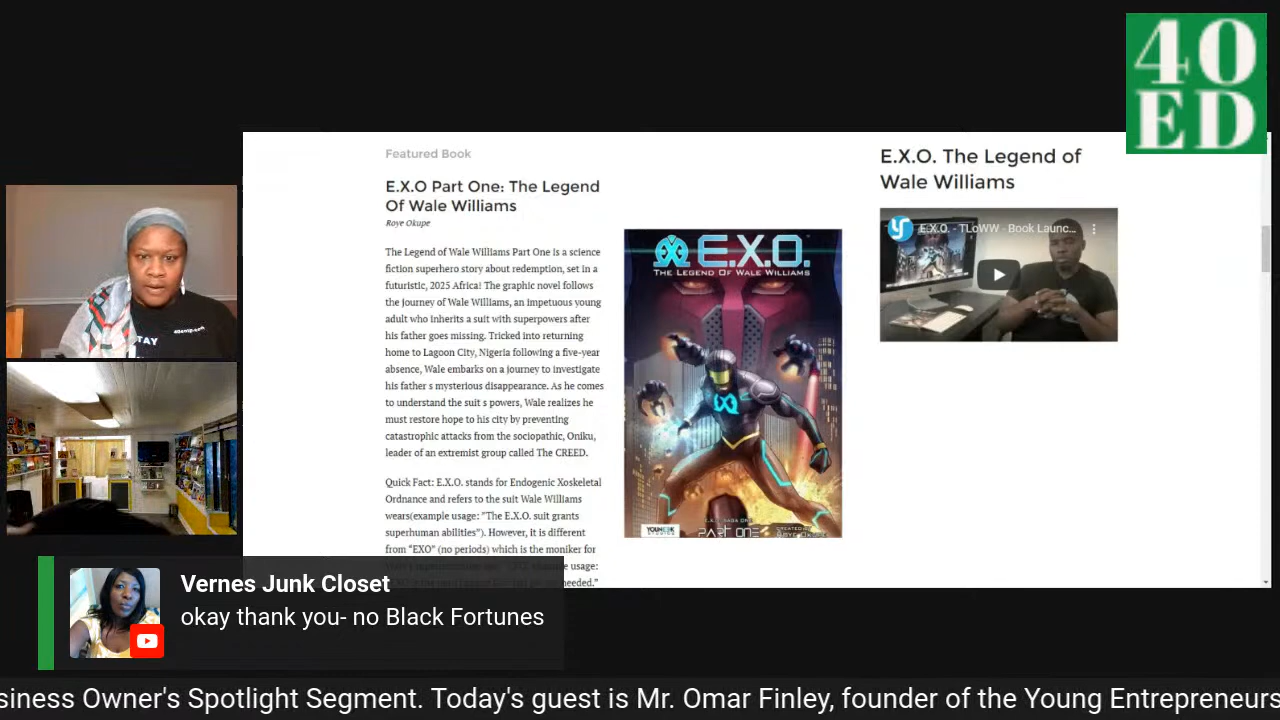 40
ED
Featured Book
E.X.O Part One: The Legend
Of Wale Williams
Roye Okupe
The Legend of Wale Williams Part One is a science
fiction superhero story about redemption, set in a
futuristic, 2025 Africa! The graphic novel follows
the journey of Wale Williams, an impetuous young
adult who inherits a suit with superpowers after
his father goes missing. Tricked into returning
home to Lagoon City, Nigeria following a five-year
absence, Wale embarks on a journey to investigate
his father s mysterious disappearance. As he comes
to understand the suit s powers, Wale realizes he
must restore hope to his city by preventing
catastrophic attacks from the sociopathic, Oniku,
leader of an extremist group called The CREED.
Quick Fact: E.X.O. stands for Endogenic Xoskeletal
Ordnance and refers to the suit Wale Williams
wears(example usage: "The E.X.O. suit grants
superhuman abilities"). However, it is different
from "EXO" (no periods) which is the moniker for
usage:
needed."
E.X.O.
THE LEGEND OF WALE WILLIAMS
PART ONE
CREATED BY
ROYE OKUPE
E.X.O. The Legend of
Wale Williams
E.X.O. - TLoWW - Book Launc...
TAY
Vernes Junk Closet
okay thank you- no Black Fortunes
siness Owner's Spotlight Segment. Today's guest is Mr. Omar Finley, founder of the Young Entrepreneurs